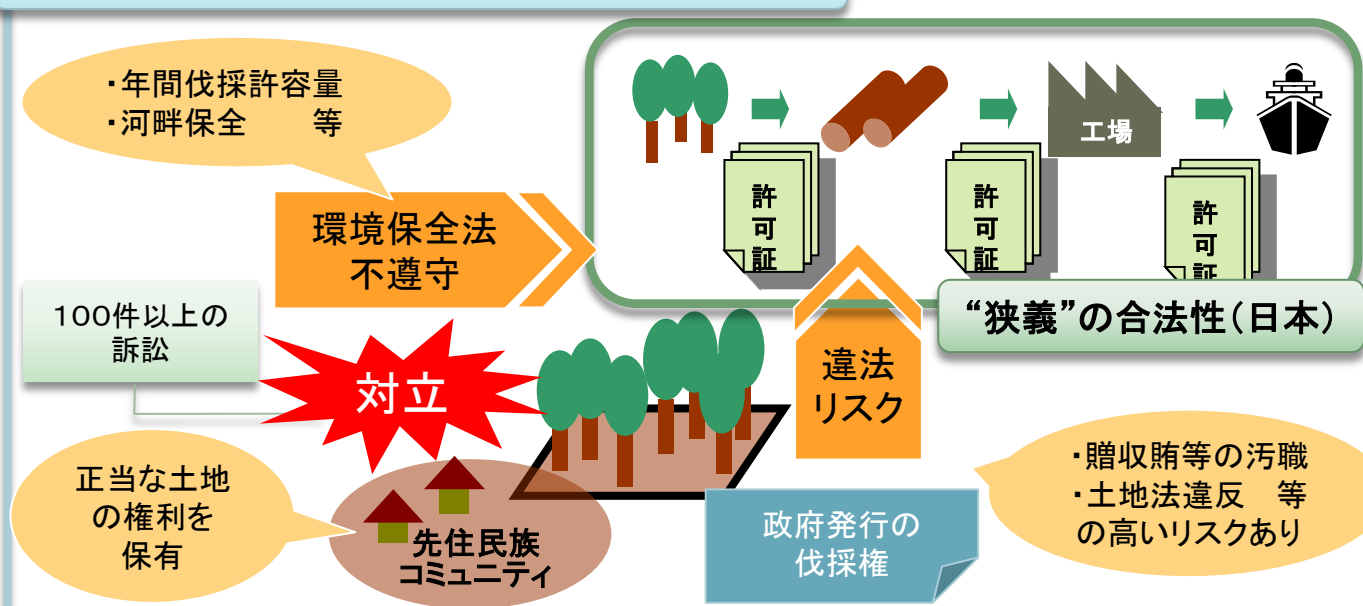 ・年間伐採許容量
・河畔保全　　等
工場
許可証
許可証
許可証
環境保全法
不遵守
“狭義”の合法性(日本)
100件以上の
訴訟
対立
違法
リスク
正当な土地
の権利を
保有
先住民族
コミュニティ
政府発行の
伐採権
・贈収賄等の汚職
・土地法違反　等
の高いリスクあり